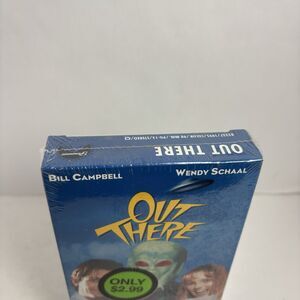 OUT THERE
BILL CAMPBELL WENDY SCHAAL
OUT
THERE
ONLY
$2.99